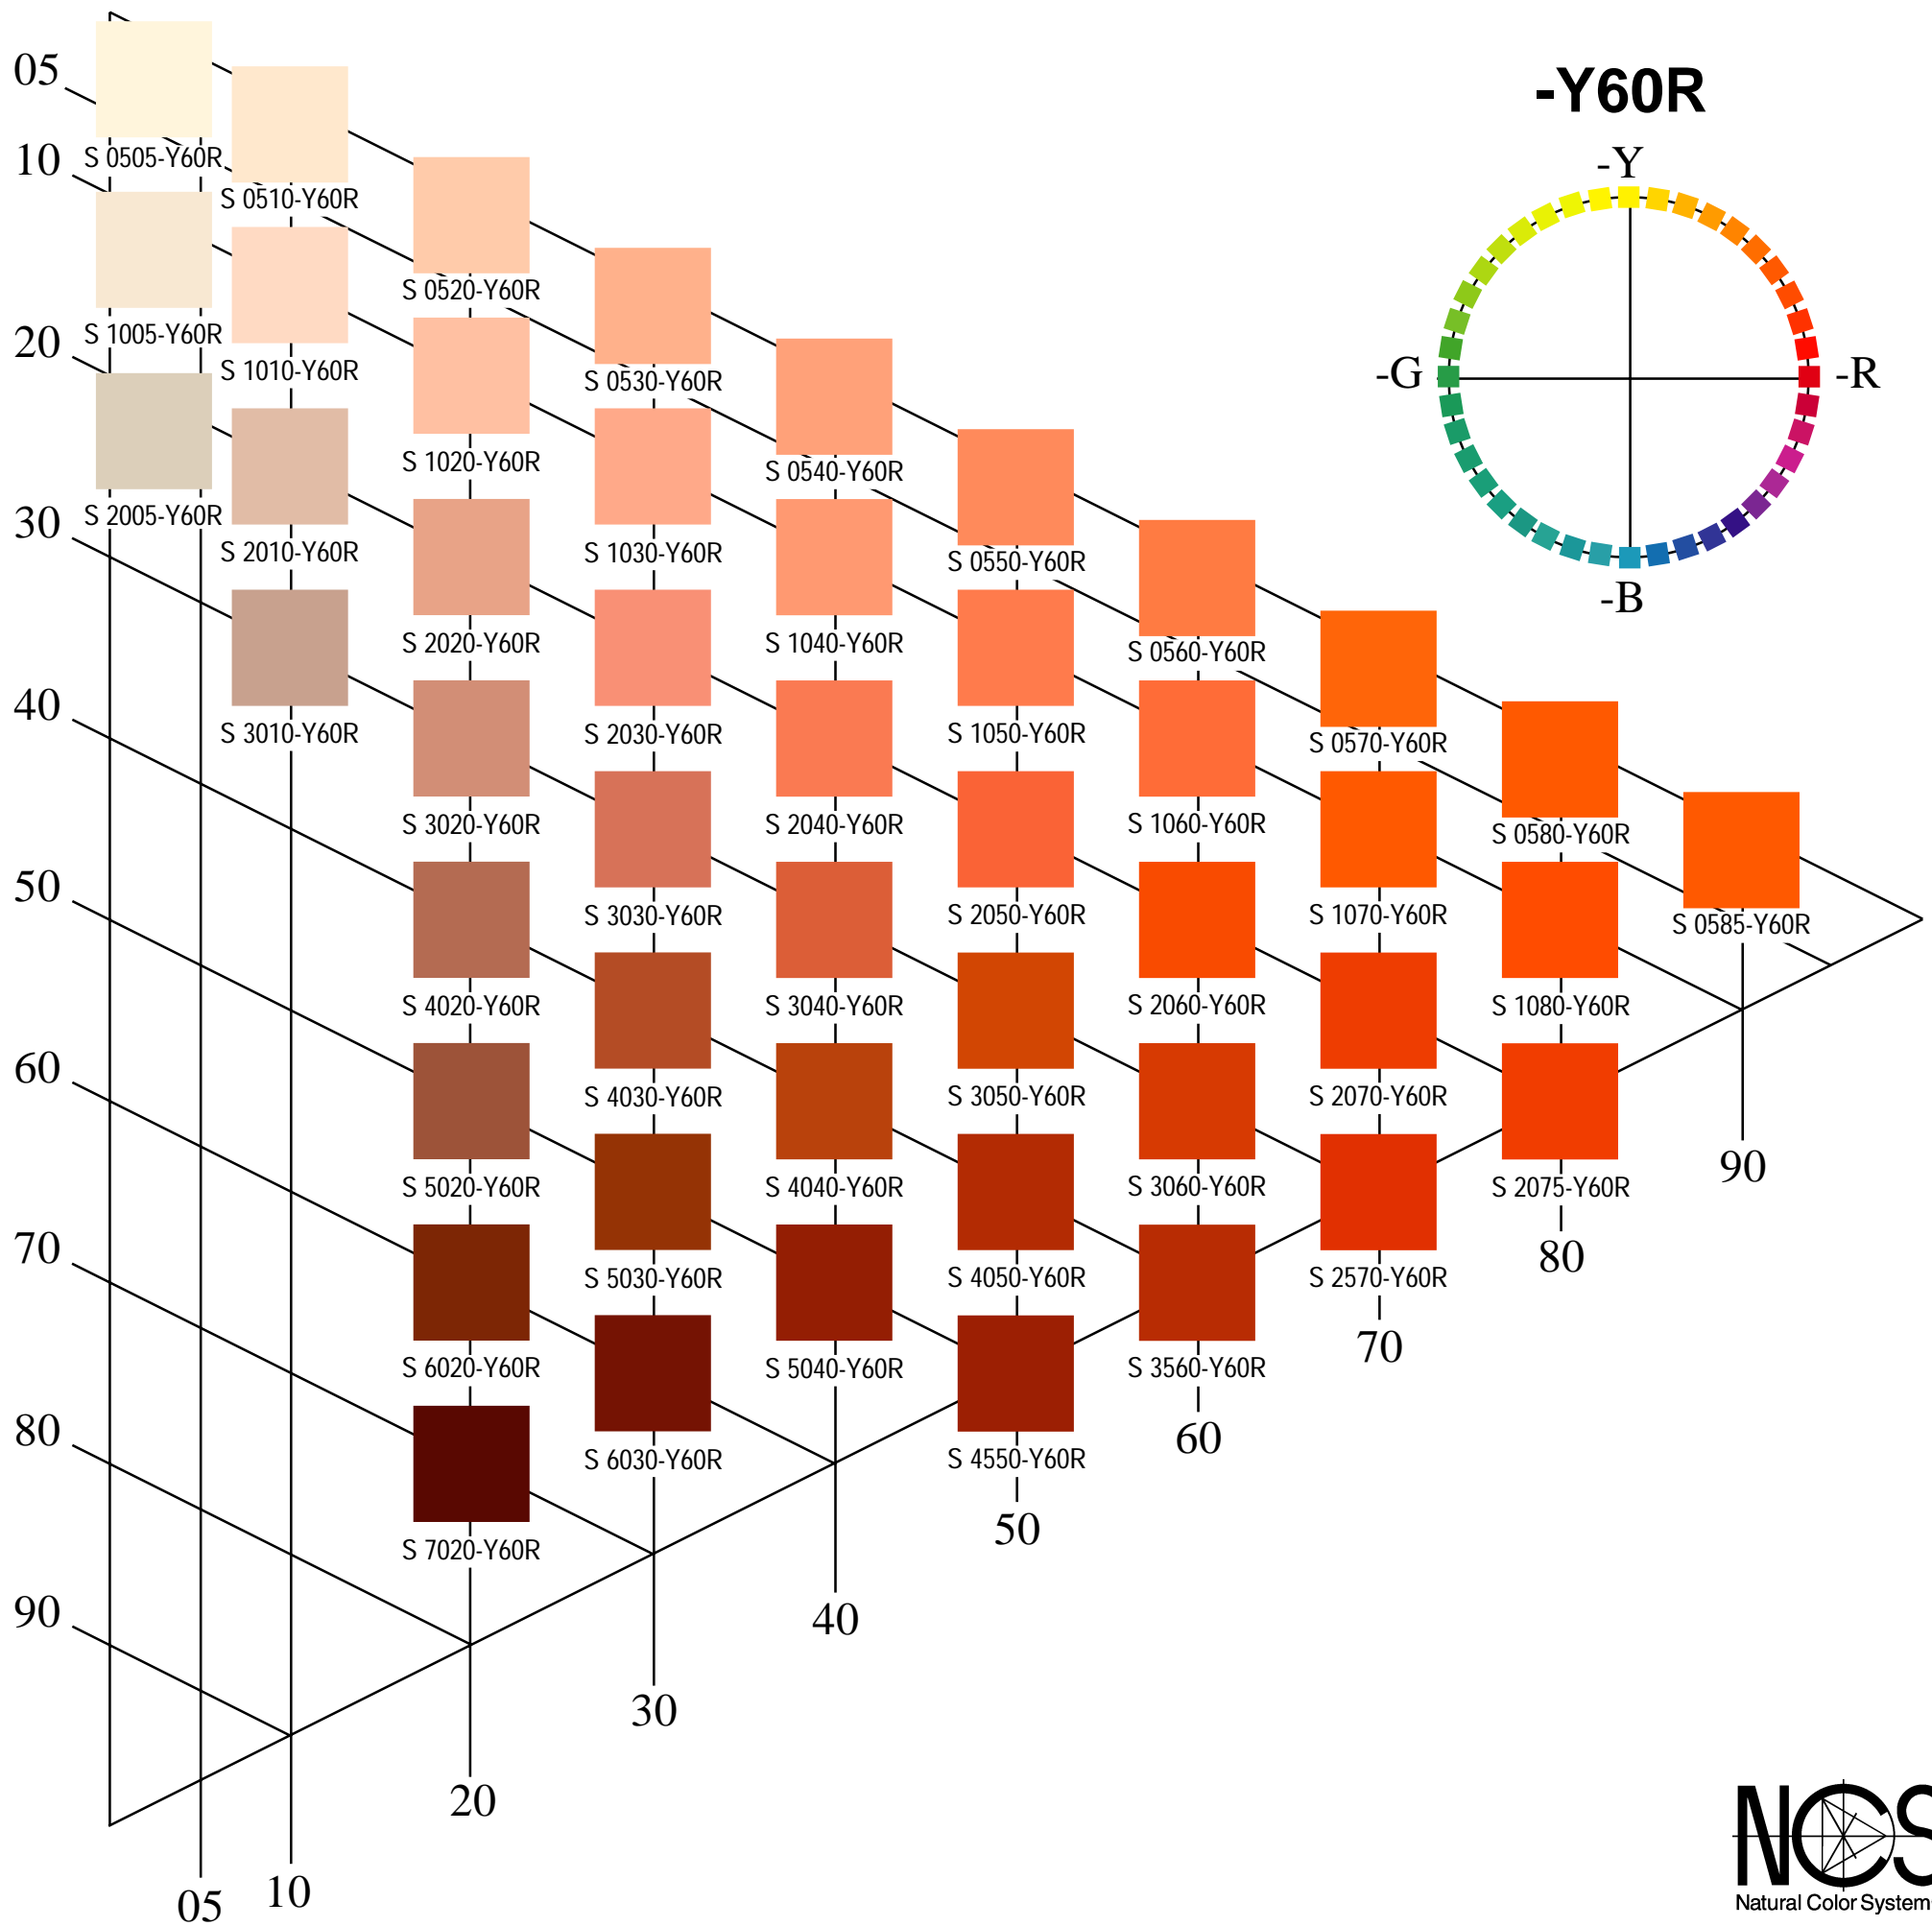 -Y60R
-Y
-G
-R
-B
05
10
20
30
40
50
60
70
80
90
S 0505-Y60R
S 0510-Y60R
S 0520-Y60R
S 1005-Y60R
S 1010-Y60R
S 0530-Y60R
S 1020-Y60R
S 0540-Y60R
S 2005-Y60R
S 2010-Y60R
S 1030-Y60R
S 0550-Y60R
S 2020-Y60R
S 1040-Y60R
S 0560-Y60R
S 3010-Y60R
S 2030-Y60R
S 1050-Y60R
S 0570-Y60R
S 3020-Y60R
S 2040-Y60R
S 1060-Y60R
S 0580-Y60R
S 3030-Y60R
S 2050-Y60R
S 1070-Y60R
S 0585-Y60R
S 4020-Y60R
S 3040-Y60R
S 2060-Y60R
S 1080-Y60R
S 4030-Y60R
S 3050-Y60R
S 2070-Y60R
S 5020-Y60R
S 4040-Y60R
S 3060-Y60R
S 2075-Y60R
S 5030-Y60R
S 4050-Y60R
S 2570-Y60R
S 6020-Y60R
S 5040-Y60R
S 3560-Y60R
S 6030-Y60R
S 4550-Y60R
S 7020-Y60R
90
80
70
60
50
40
30
20
10
05
NCS
Natural Color System